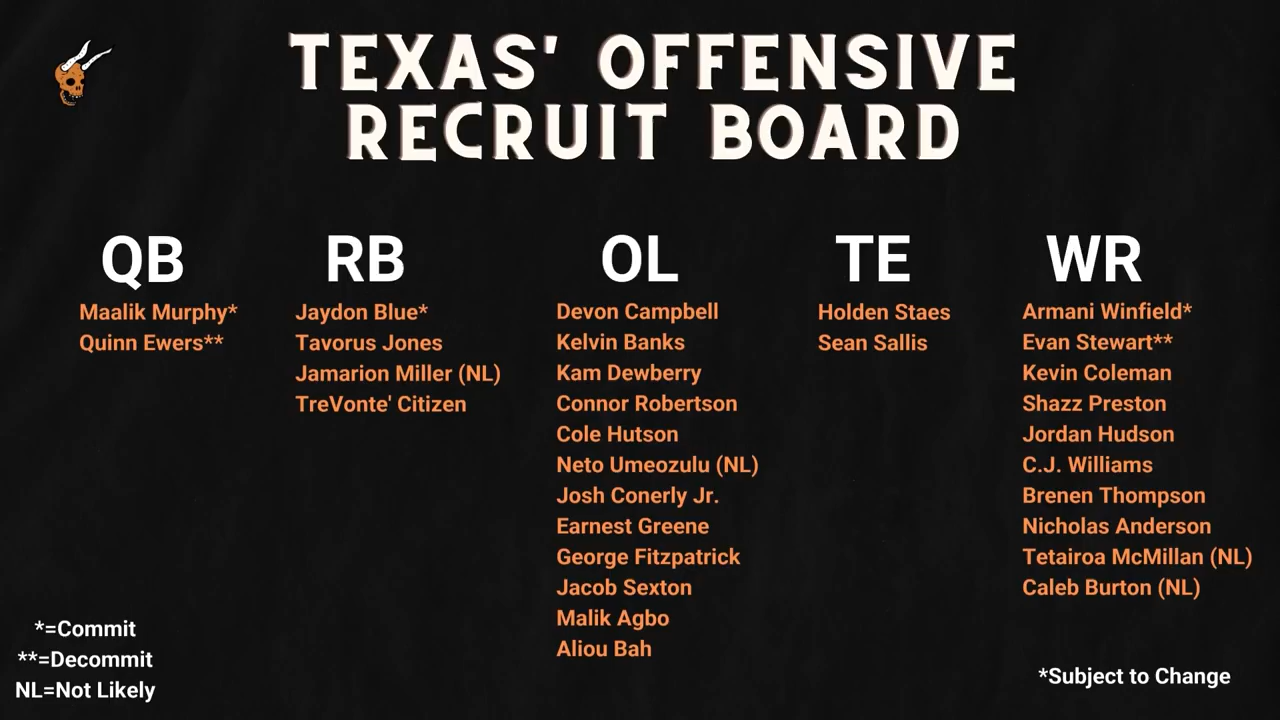 TEXAS' OFFENSIVE
RECRUIT BOARD
QB
Maalik Murphy*
Quinn Ewers**
RB
Jaydon Blue*
Tavorus Jones
Jamarion Miller (NL)
TreVonte' Citizen
OL
Devon Campbell
Kelvin Banks
Kam Dewberry
Connor Robertson
Cole Hutson
Neto Umeozulu (NL)
Josh Conerly Jr.
Earnest Greene
George Fitzpatrick
Jacob Sexton
Malik Agbo
Aliou Bah
TE
Holden Staes
Sean Sallis
WR
Armani Winfield*
Evan Stewart**
Kevin Coleman
Shazz Preston
Jordan Hudson
C.J. Williams
Brenen Thompson
Nicholas Anderson
Tetairoa McMillan (NL)
Caleb Burton (NL)
*=Commit
**=Decommit
NL=Not Likely
*Subject to Change